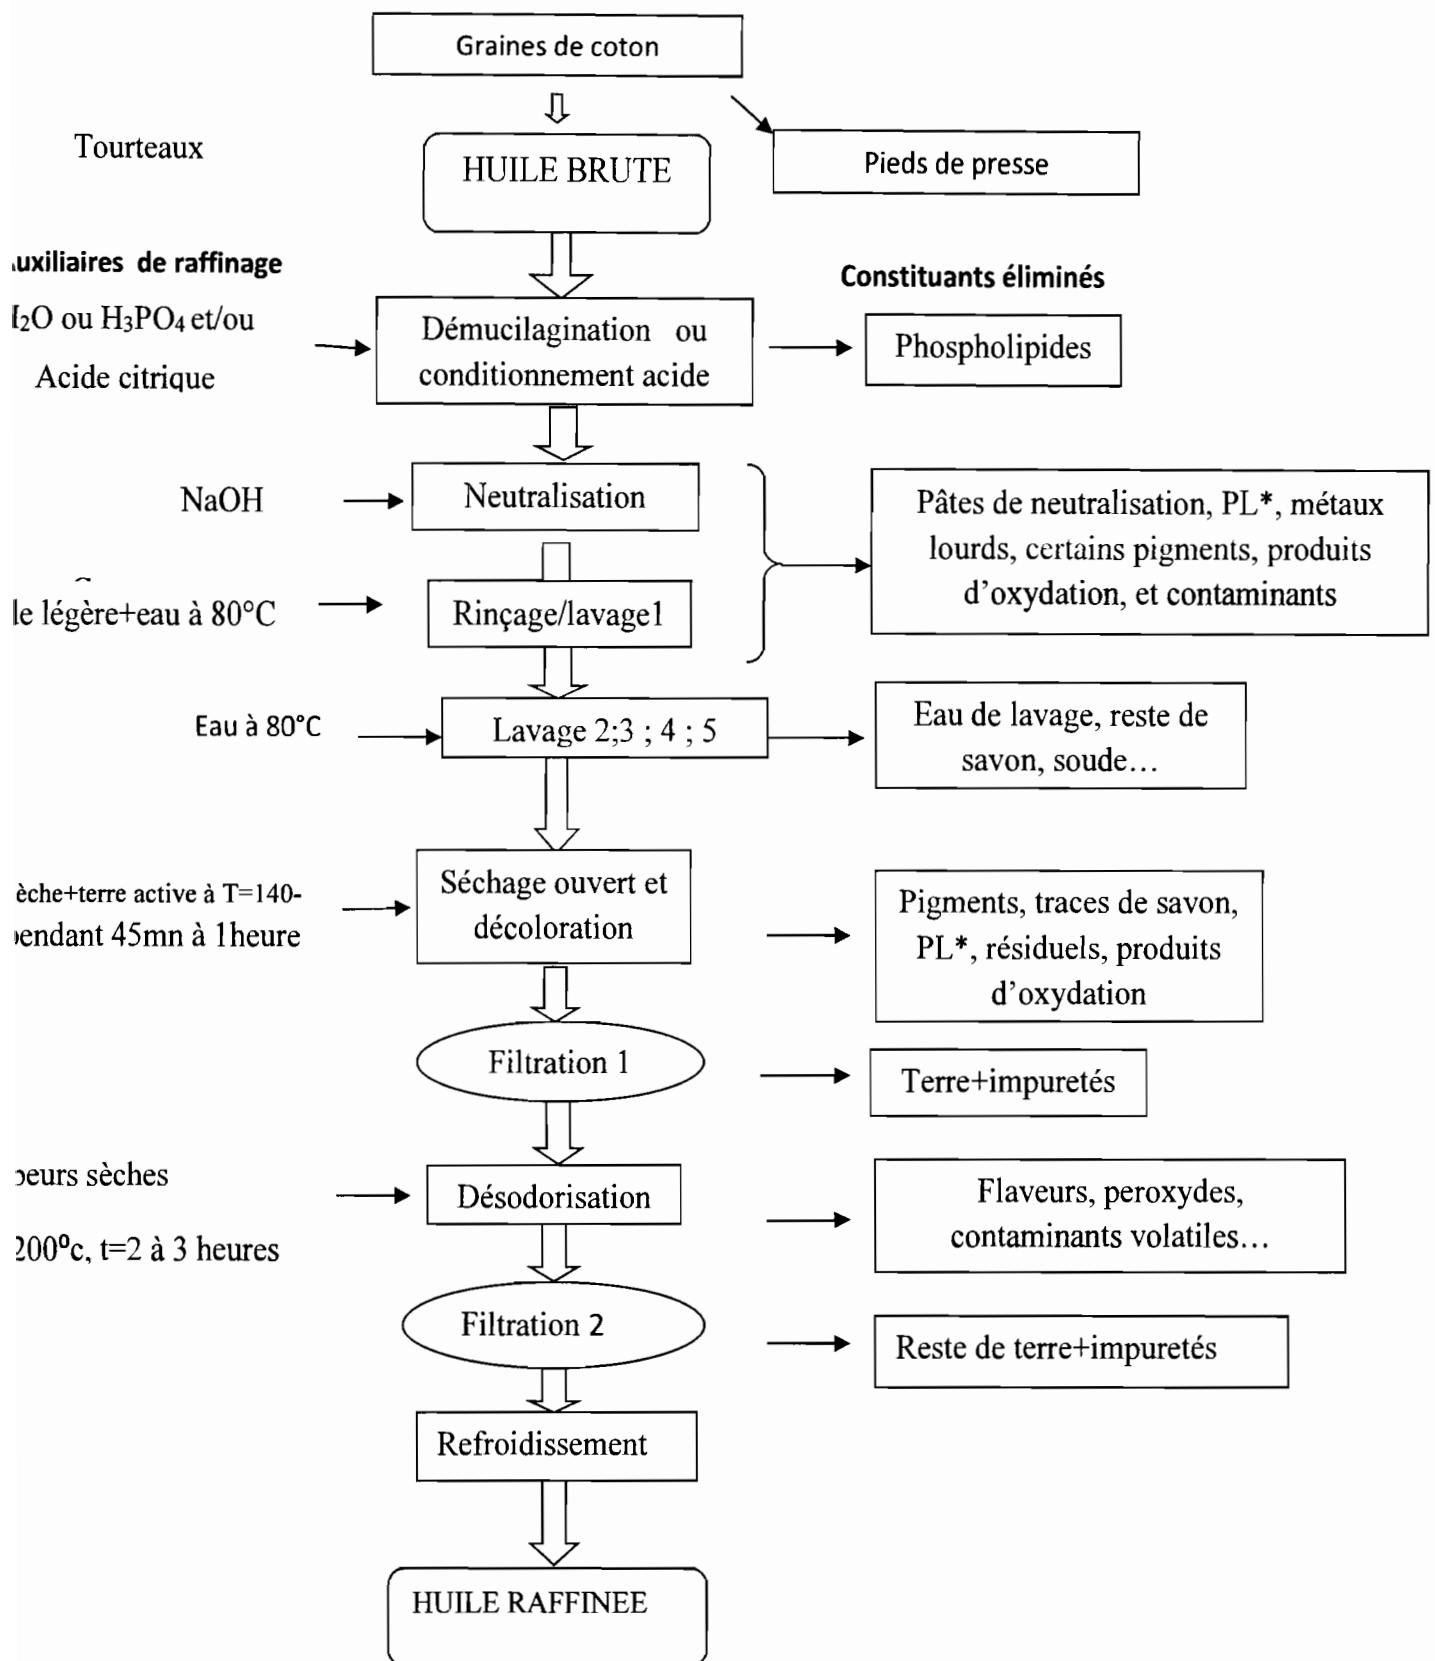 Graines de coton
Tourteaux
HUILE BRUTE
Pieds de presse
uxiliaires de raffinage
Constituants éliminés
I₂O ou H₃PO₄ et/ou
Acide citrique
Démucilagination ou
conditionnement acide
Phospholipides
NaOH
Neutralisation
Pâtes de neutralisation, PL*, métaux
lourds, certains pigments, produits
d'oxydation, et contaminants
le légère+eau à 80°C
Rinçage/lavage1
Eau à 80°C
Lavage 2;3 ; 4 ; 5
Eau de lavage, reste de
savon, soude...
èche+terre active à T=140-
pendant 45mn à 1heure
Séchage ouvert et
décoloration
Pigments, traces de savon,
PL*, résiduels, produits
d'oxydation
Filtration 1
Terre+impuretés
peurs sèches
200⁰c, t=2 à 3 heures
Désodorisation
Flaveurs, peroxydes,
contaminants volatiles...
Filtration 2
Reste de terre+impuretés
Refroidissement
HUILE RAFFINEE